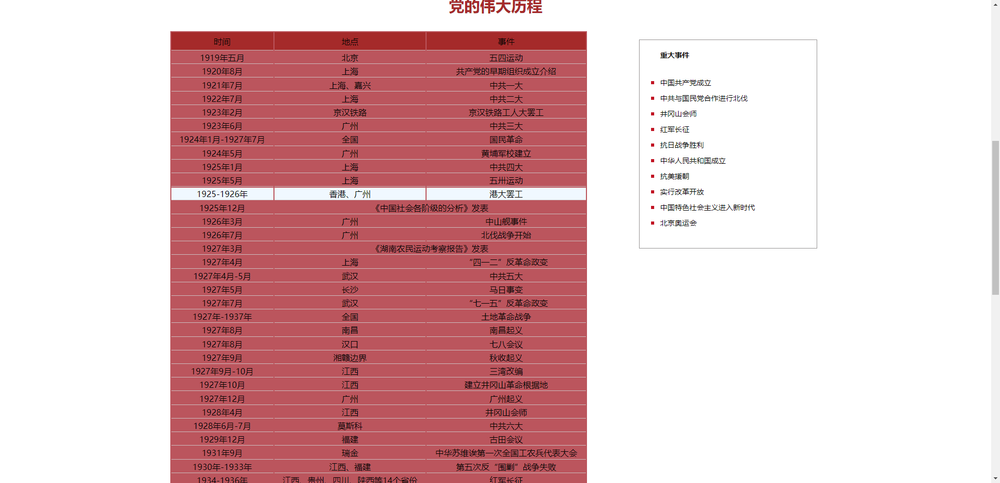 党的伟大历程
时间 地点 事件
1919年五月 北京 五四运动
1920年8月 上海 共产党的早期组织成立介绍
1921年7月 上海、嘉兴 中共一大
1922年7月 上海 中共二大
1923年2月 京汉铁路 京汉铁路工人大罢工
1923年6月 广州 中共三大
1924年1月-1927年7月 全国 国民革命
1924年5月 广州 黄埔军校建立
1925年1月 上海 中共四大
1925年5月 上海 五卅运动
1925-1926年 香港、广州 港大罢工
1925年12月 《中国社会各阶级的分析》发表
1926年3月 广州 中山舰事件
1926年7月 广州 北伐战争开始
1927年3月 《湖南农民运动考察报告》发表
1927年4月 上海 “四一二”反革命政变
1927年4月-5月 武汉 中共五大
1927年5月 长沙 马日事变
1927年7月 武汉 “七一五”反革命政变
1927年-1937年 全国 土地革命战争
1927年8月 南昌 南昌起义
1927年8月 汉口 七八会议
1927年9月 湘赣边界 秋收起义
1927年9月-10月 江西 三湾改编
1927年10月 江西 建立井冈山革命根据地
1927年12月 广州 广州起义
1928年4月 江西 井冈山会师
1928年6月-7月 莫斯科 中共六大
1929年12月 福建 古田会议
1931年9月 瑞金 中华苏维诶第一次全国工农兵代表大会
1930年-1933年 江西、福建 第五次反“围剿”战争失败
1934-1936年 江西、贵州、四川、陕西等14个省份 红军长征
重大事件
中国共产党成立
中共与国民党合作进行北伐
井冈山会师
红军长征
抗日战争胜利
中华人民共和国成立
抗美援朝
实行改革开放
中国特色社会主义进入新时代
北京奥运会